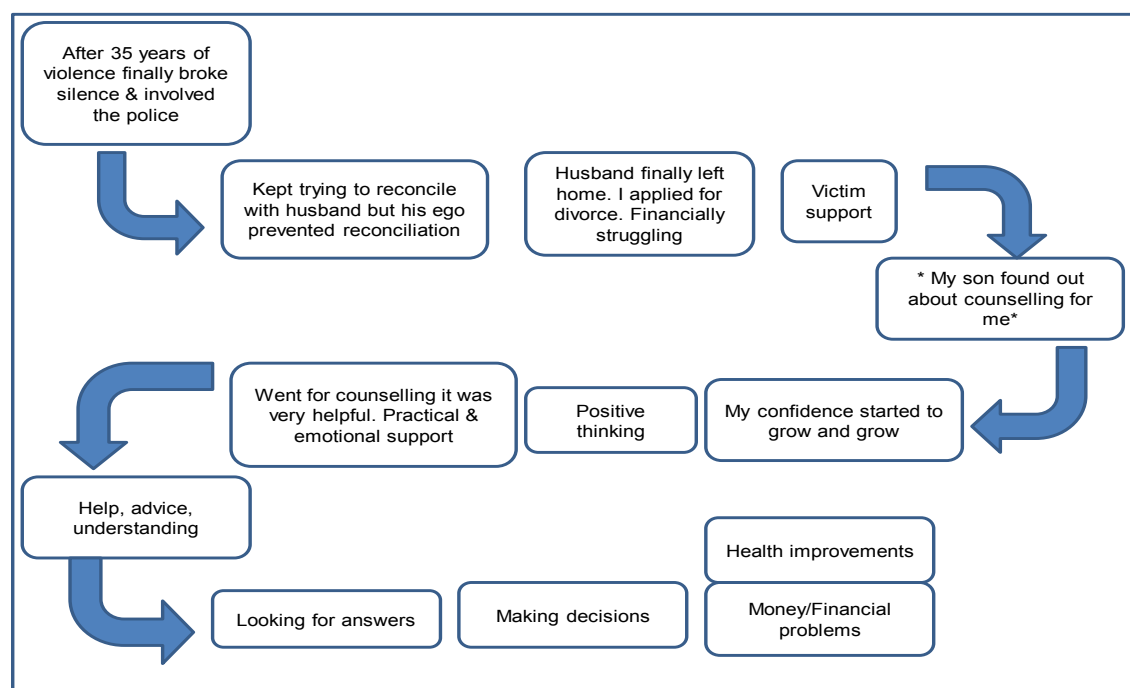 After 35 years of
violence finally broke
silence & involved
the police
Kept trying to reconcile
with husband but his ego
prevented reconciliation
Husband finally left
home. I applied for
divorce. Financially
struggling
Victim
support
* My son found out
about counselling for
me*
My confidence started to
grow and grow
Positive
thinking
Went for counselling it was
very helpful. Practical &
emotional support
Help, advice,
understanding
Looking for answers
Making decisions
Health improvements
Money/Financial
problems